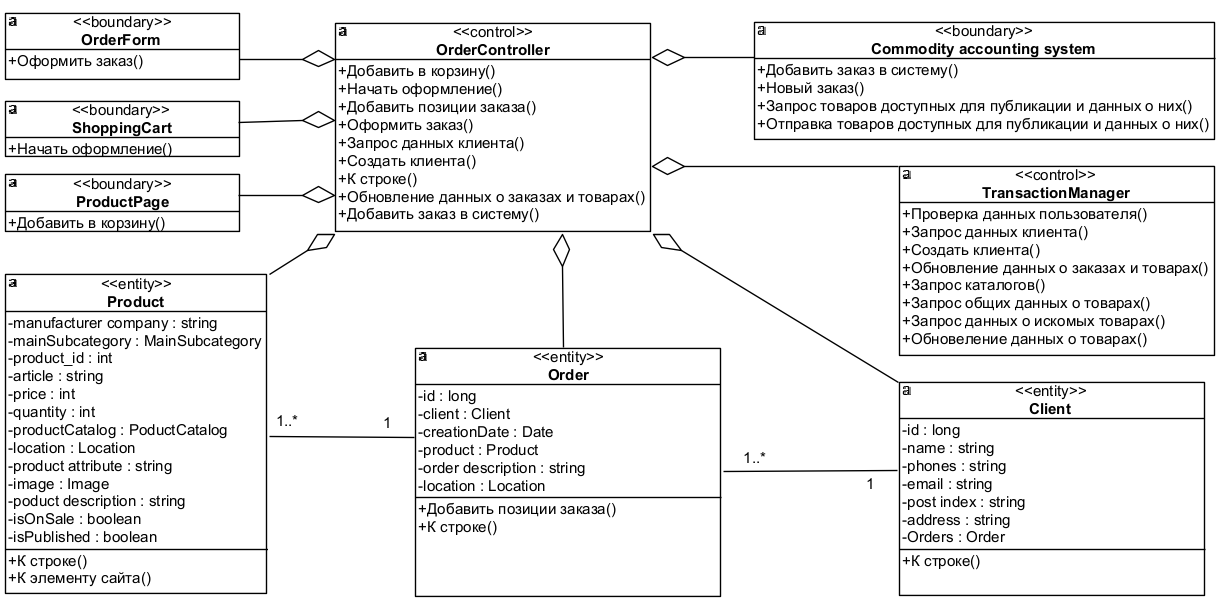 a
<<boundary>>
OrderForm
+Оформить заказ()
a
<<boundary>>
ShoppingCart
+Начать оформление()
a
<<boundary>>
ProductPage
+Добавить в корзину()
a
<<control>>
OrderController
+Добавить в корзину()
+Начать оформление()
+Добавить позиции заказа()
+Оформить заказ()
+Запрос данных клиента()
+Создать клиента()
+К строке()
+Обновление данных о заказах и товарах()
+Добавить заказ в систему()
a
<<boundary>>
Commodity accounting system
+Добавить заказ в систему()
+Новый заказ()
+Запрос товаров доступных для публикации и данных о них()
+Отправка товаров доступных для публикации и данных о них()
a
<<control>>
TransactionManager
+Проверка данных пользователя()
+Запрос данных клиента()
+Создать клиента()
+Обновление данных о заказах и товарах()
+Запрос каталогов()
+Запрос общих данных о товарах()
+Запрос данных о искомых товарах()
+Обновеление данных о товарах()
a
<<entity>>
Product
-manufacturer company : string
-mainSubcategory : MainSubcategory
-product_id : int
-article : string
-price : int
-quantity : int
-productCatalog : PoductCatalog
-location : Location
-product attribute : string
-image : Image
-poduct description : string
-isOnSale : boolean
-isPublished : boolean
+К строке()
+К элементу сайта()
1..*
1
a
<<entity>>
Order
-id : long
-client : Client
-creationDate : Date
-product : Product
-order description : string
-location : Location
+Добавить позиции заказа()
+К строке()
1..*
1
a
<<entity>>
Client
-id : long
-name : string
-phones : string
-email : string
-post index : string
-address : string
-Orders : Order
+К строке()